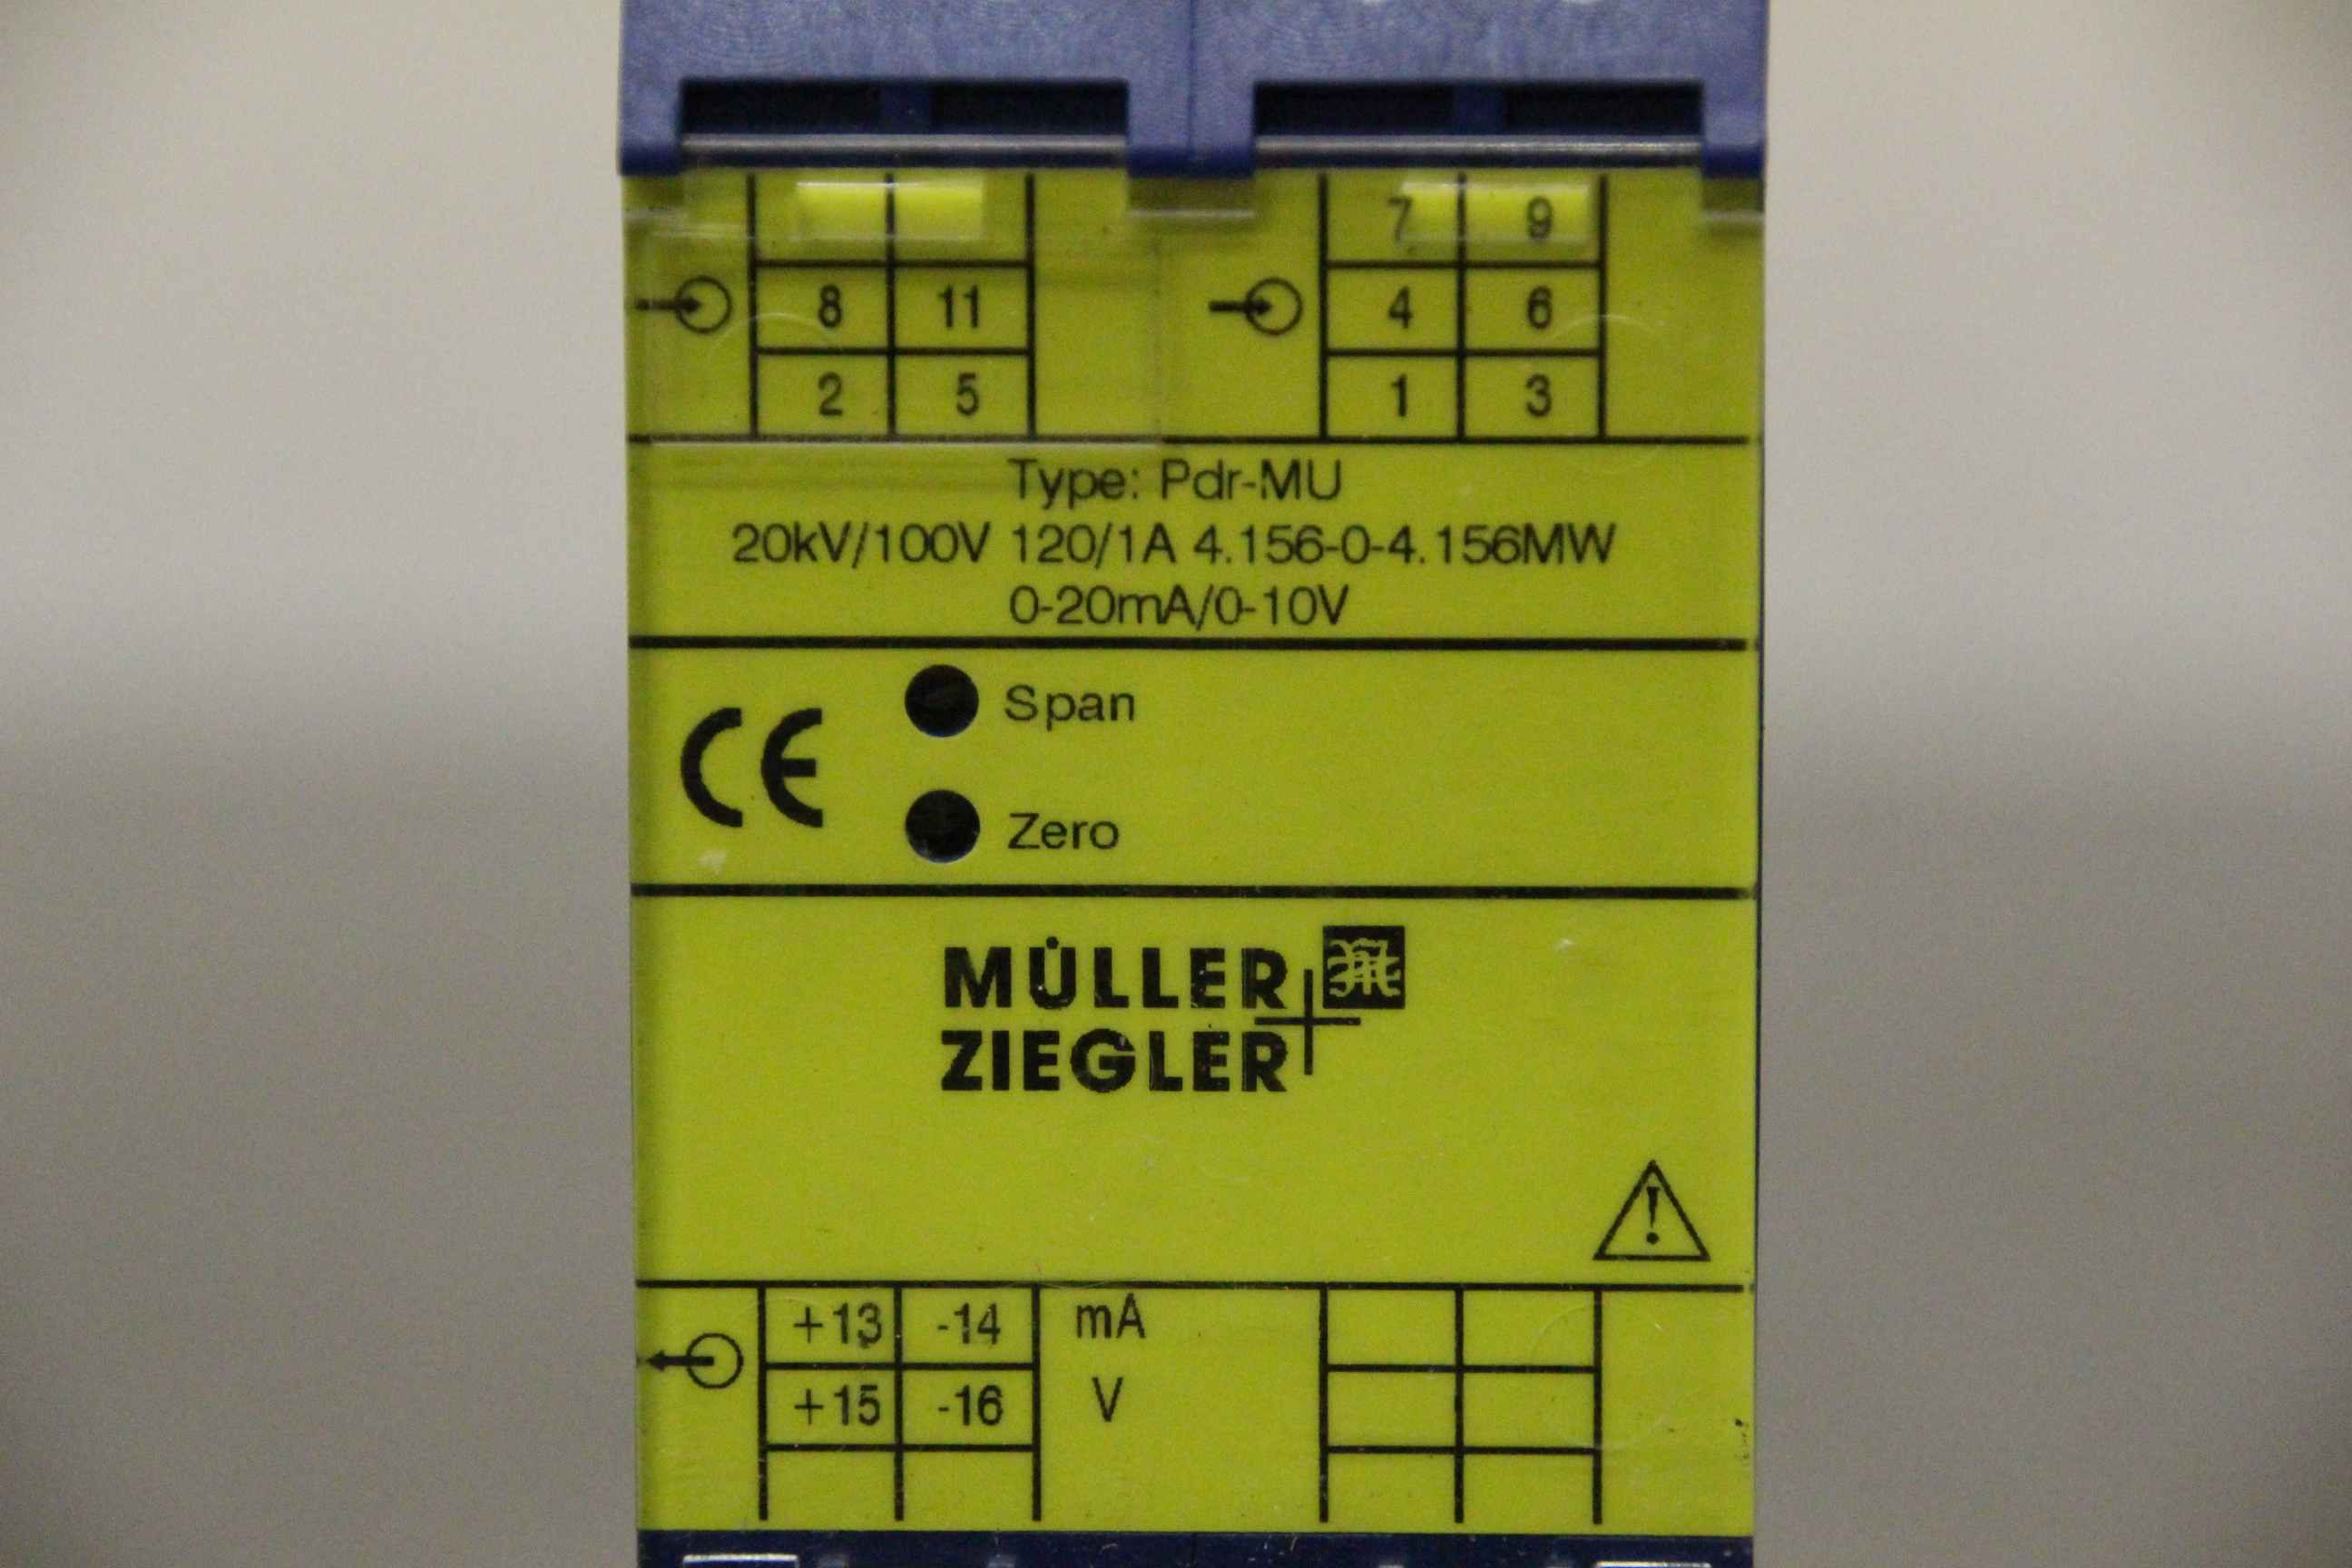 7 9
8 11 4 6
2 5 1 3
Type: Pdr-MU
20kV/100V 120/1A 4.156-0-4.156MW
0-20mA/0-10V
CE
Span
Zero
MÜLLER
ZIEGLER
+13 -14 mA
+15 -16 V